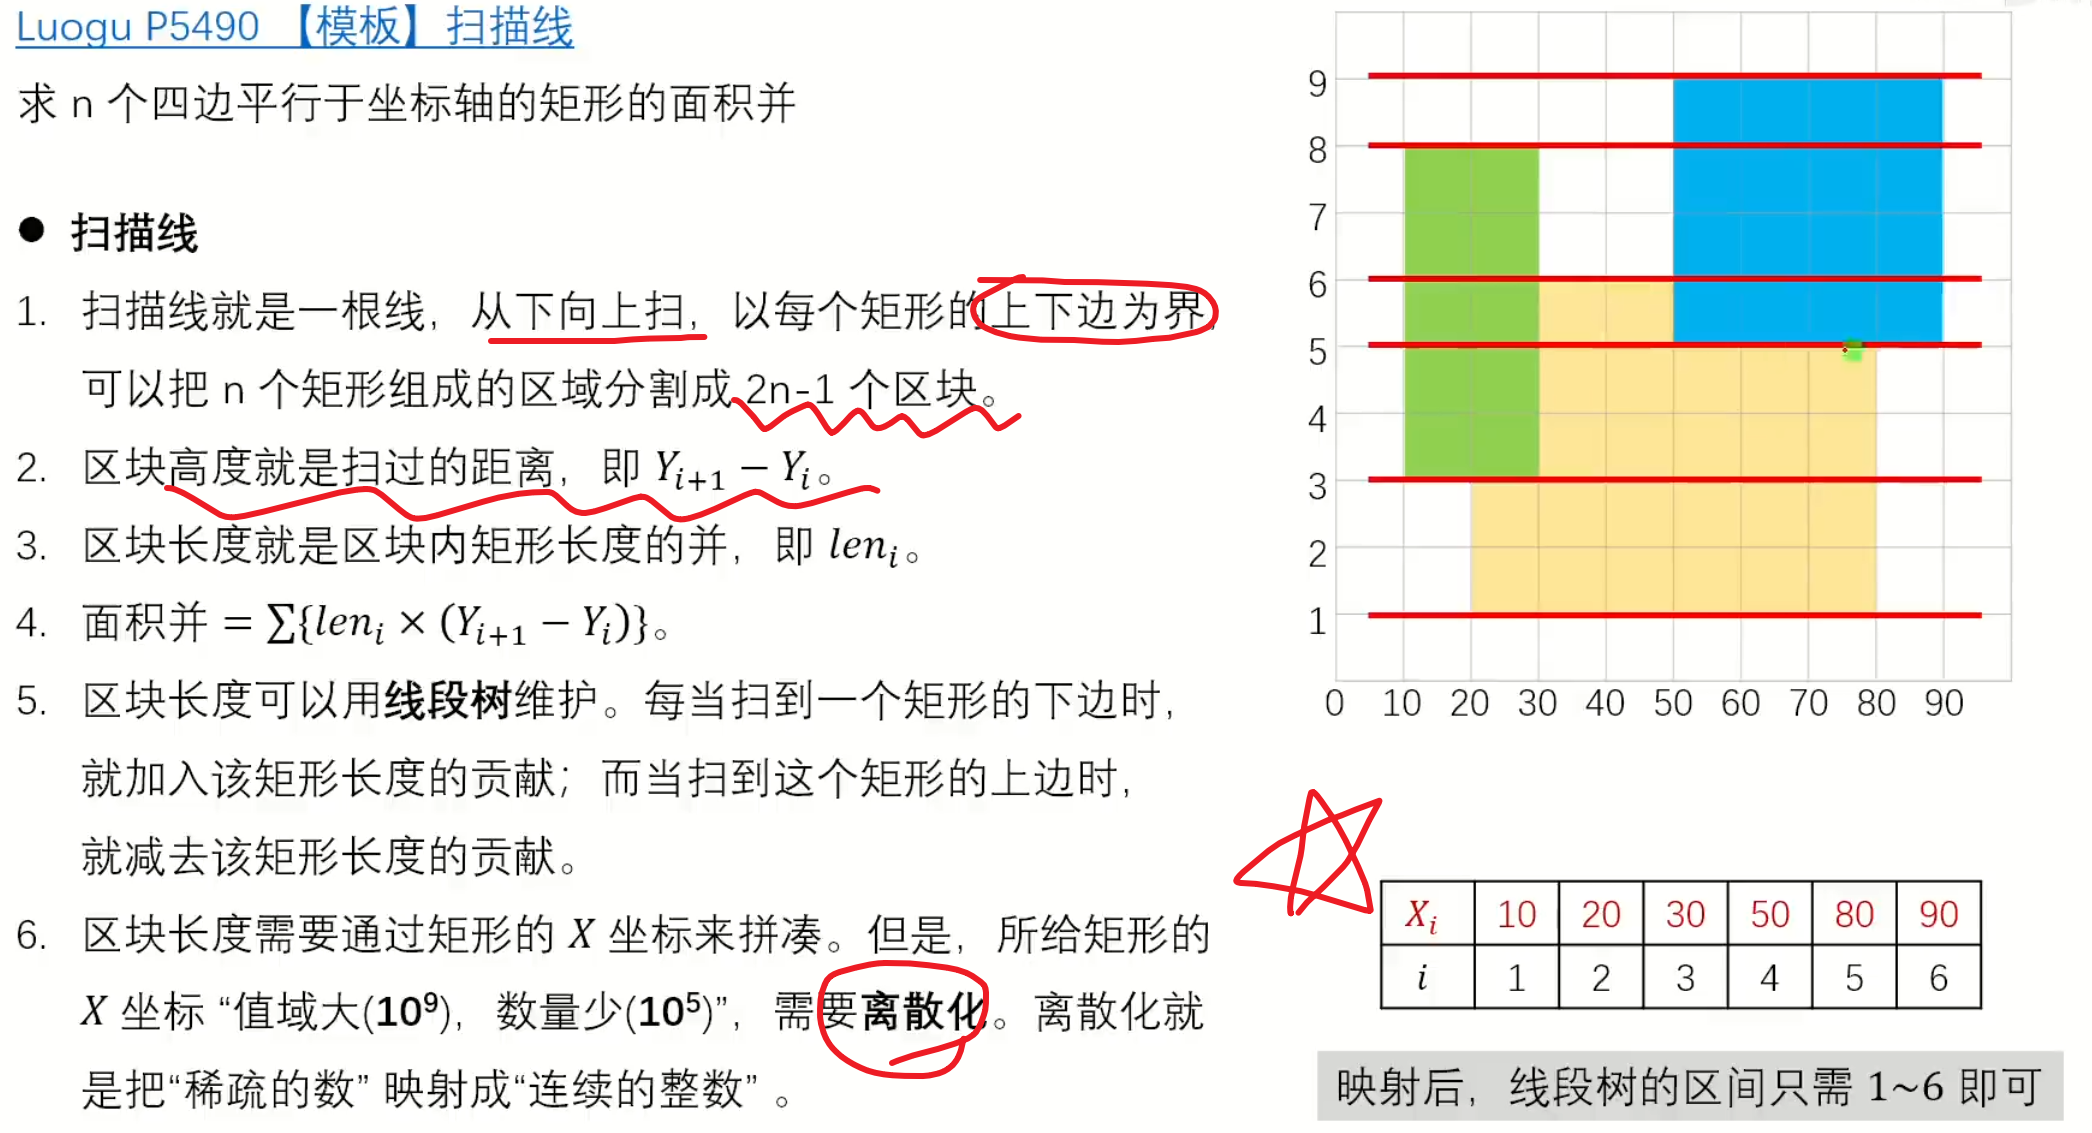 Luogu P5490 【模板】扫描线
求 n 个四边平行于坐标轴的矩形的面积并
● 扫描线
1. 扫描线就是一根线，从下向上扫，以每个矩形的上下边为界，
可以把 n 个矩形组成的区域分割成 2n-1 个区块。
2. 区块高度就是扫过的距离，即 Yᵢ₊₁ − Yᵢ。
3. 区块长度就是区块内矩形长度的并，即 lenᵢ。
4. 面积并 = ∑{lenᵢ × (Yᵢ₊₁ − Yᵢ)}。
5. 区块长度可以用线段树维护。每当扫到一个矩形的下边时，
就加入该矩形长度的贡献；而当扫到这个矩形的上边时，
就减去该矩形长度的贡献。
6. 区块长度需要通过矩形的 X 坐标来拼凑。但是，所给矩形的
X 坐标 “值域大(10⁹)，数量少(10⁵)”，需要离散化。离散化就
是把“稀疏的数” 映射成“连续的整数” 。
9
8
7
6
5
4
3
2
1
0 10 20 30 40 50 60 70 80 90
Xᵢ 10 20 30 50 80 90
i 1 2 3 4 5 6
映射后，线段树的区间只需 1~6 即可